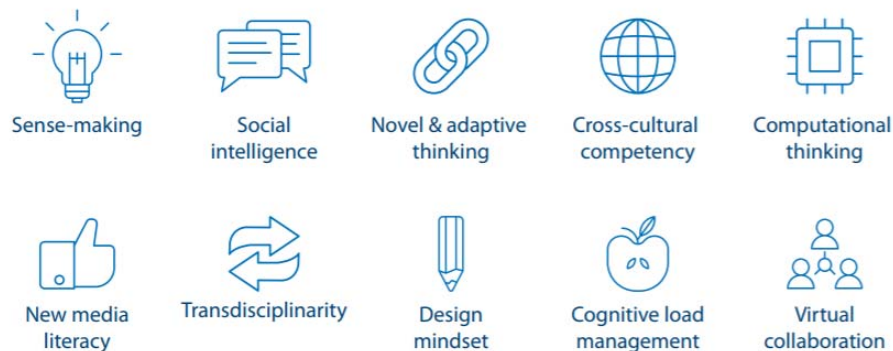 Sense-making
Social
intelligence
Novel & adaptive
thinking
Cross-cultural
competency
Computational
thinking
New media
literacy
Transdisciplinarity
Design
mindset
Cognitive load
management
Virtual
collaboration